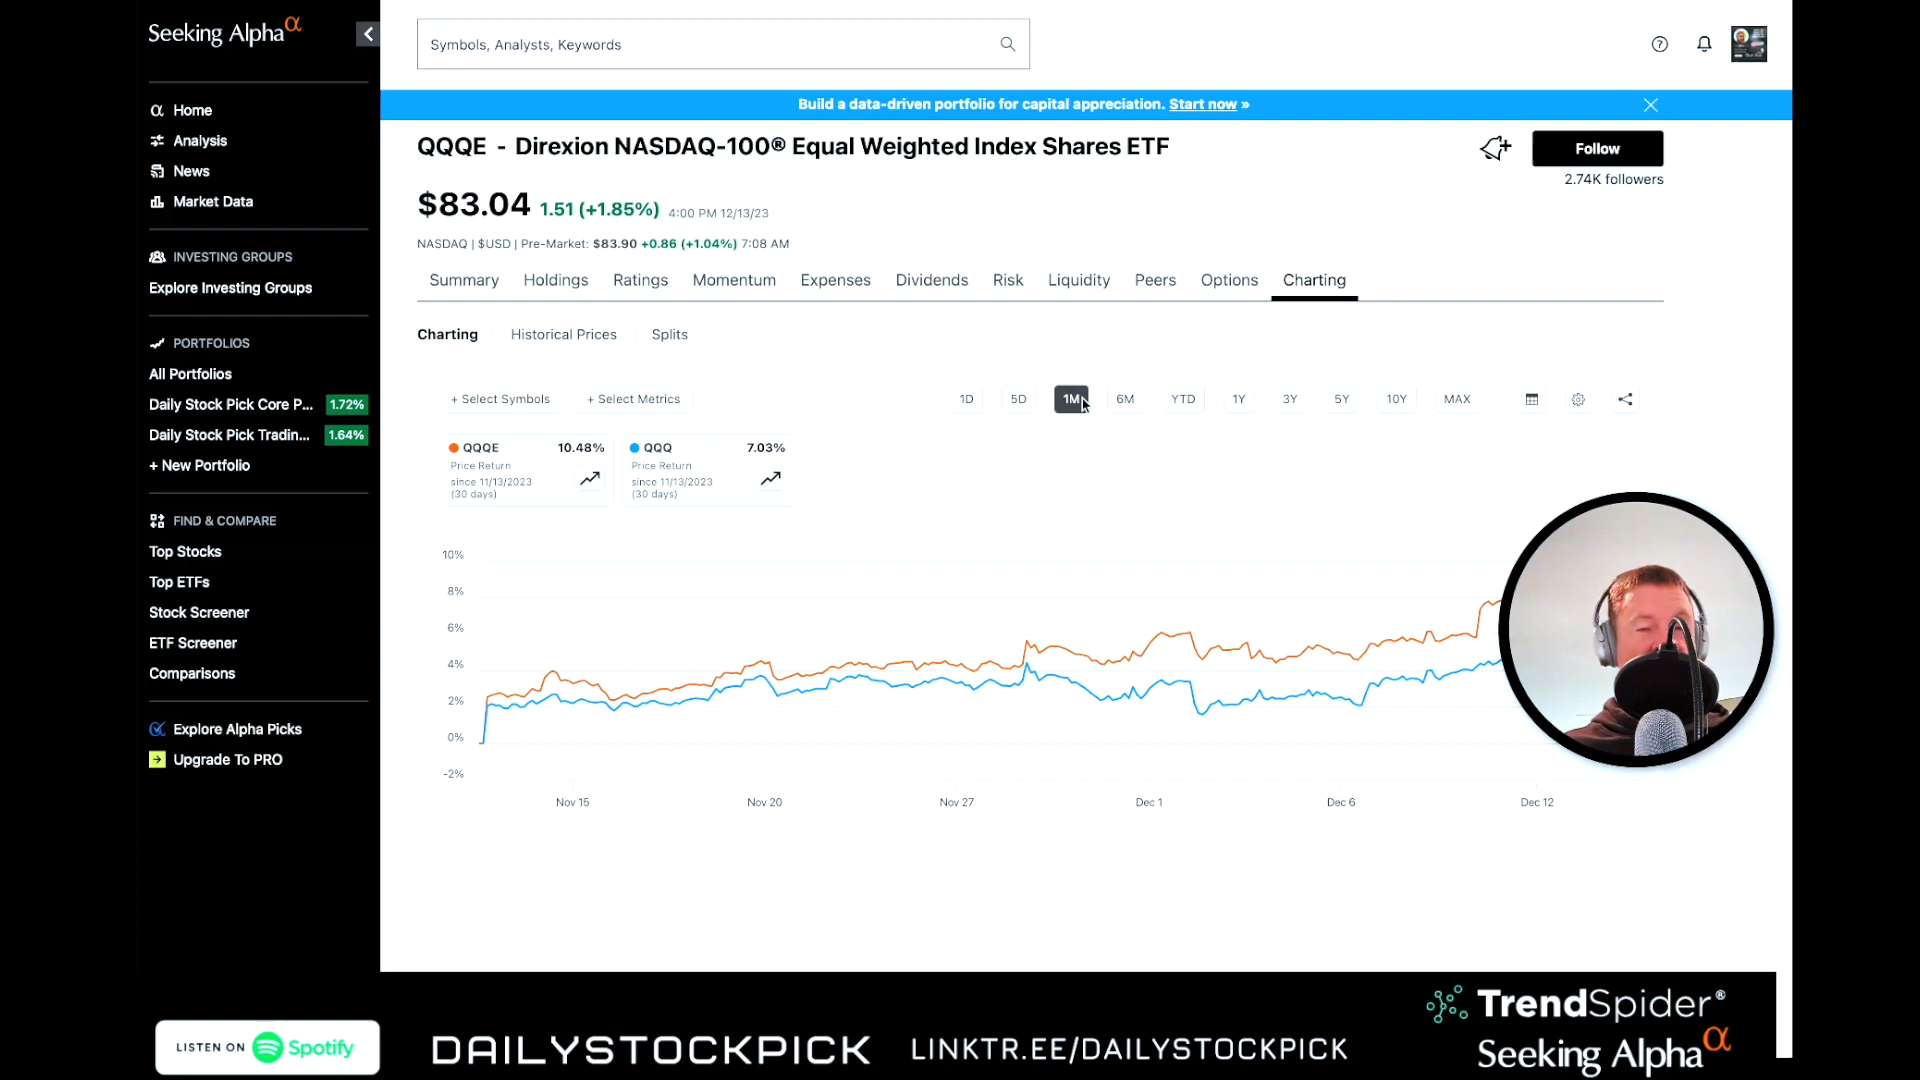 Seeking Alpha α
Symbols, Analysts, Keywords
Home
Analysis
News
Market Data
INVESTING GROUPS
Explore Investing Groups
PORTFOLIOS
All Portfolios
Daily Stock Pick Core P... 1.72%
Daily Stock Pick Tradin... 1.64%
+ New Portfolio
FIND & COMPARE
Top Stocks
Top ETFs
Stock Screener
ETF Screener
Comparisons
Explore Alpha Picks
Upgrade To PRO
Build a data-driven portfolio for capital appreciation. Start now »
QQQE - Direxion NASDAQ-100® Equal Weighted Index Shares ETF
Follow
2.74K followers
$83.04 1.51 (+1.85%) 4:00 PM 12/13/23
NASDAQ | $USD | Pre-Market: $83.90 +0.86 (+1.04%) 7:08 AM
Summary Holdings Ratings Momentum Expenses Dividends Risk Liquidity Peers Options Charting
Charting Historical Prices Splits
+ Select Symbols + Select Metrics 1D 5D 1M 6M YTD 1Y 3Y 5Y 10Y MAX
QQQE 10.48% QQQ 7.03%
Price Return Price Return
since 11/13/2023 since 11/13/2023
(30 days) (30 days)
10%
8%
6%
4%
2%
0%
-2%
Nov 15 Nov 20 Nov 27 Dec 1 Dec 6 Dec 12
LISTEN ON Spotify
DAILYSTOCKPICK
LINKTR.EE/DAILYSTOCKPICK
TrendSpider®
Seeking Alpha α